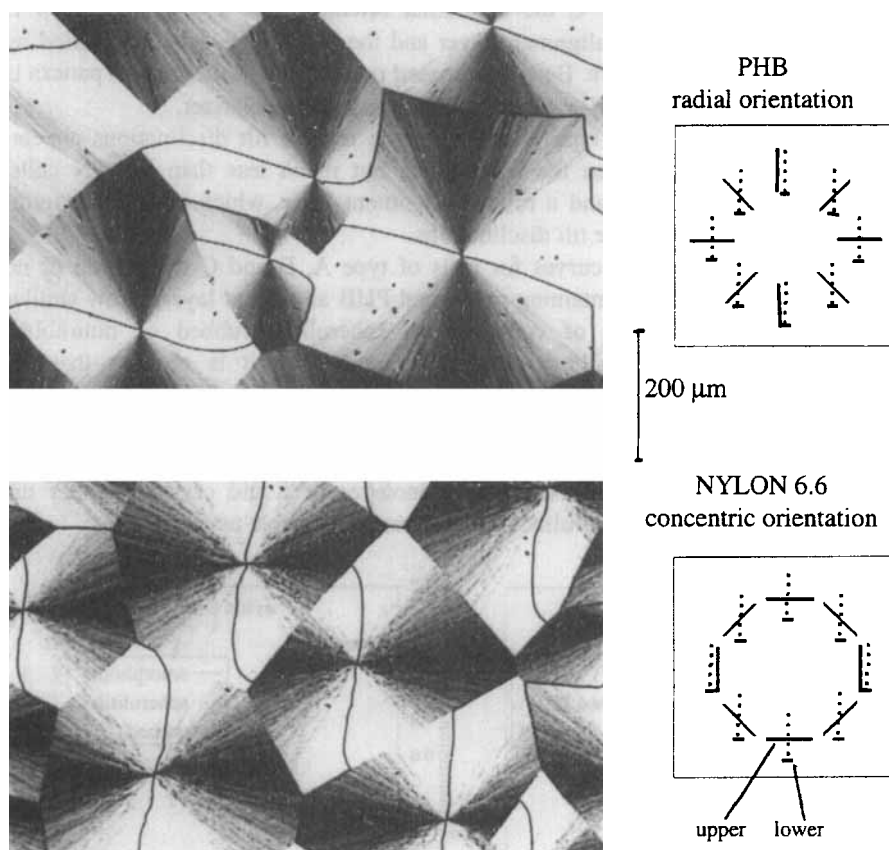 PHB
radial orientation
200 μm
NYLON 6.6
concentric orientation
upper lower